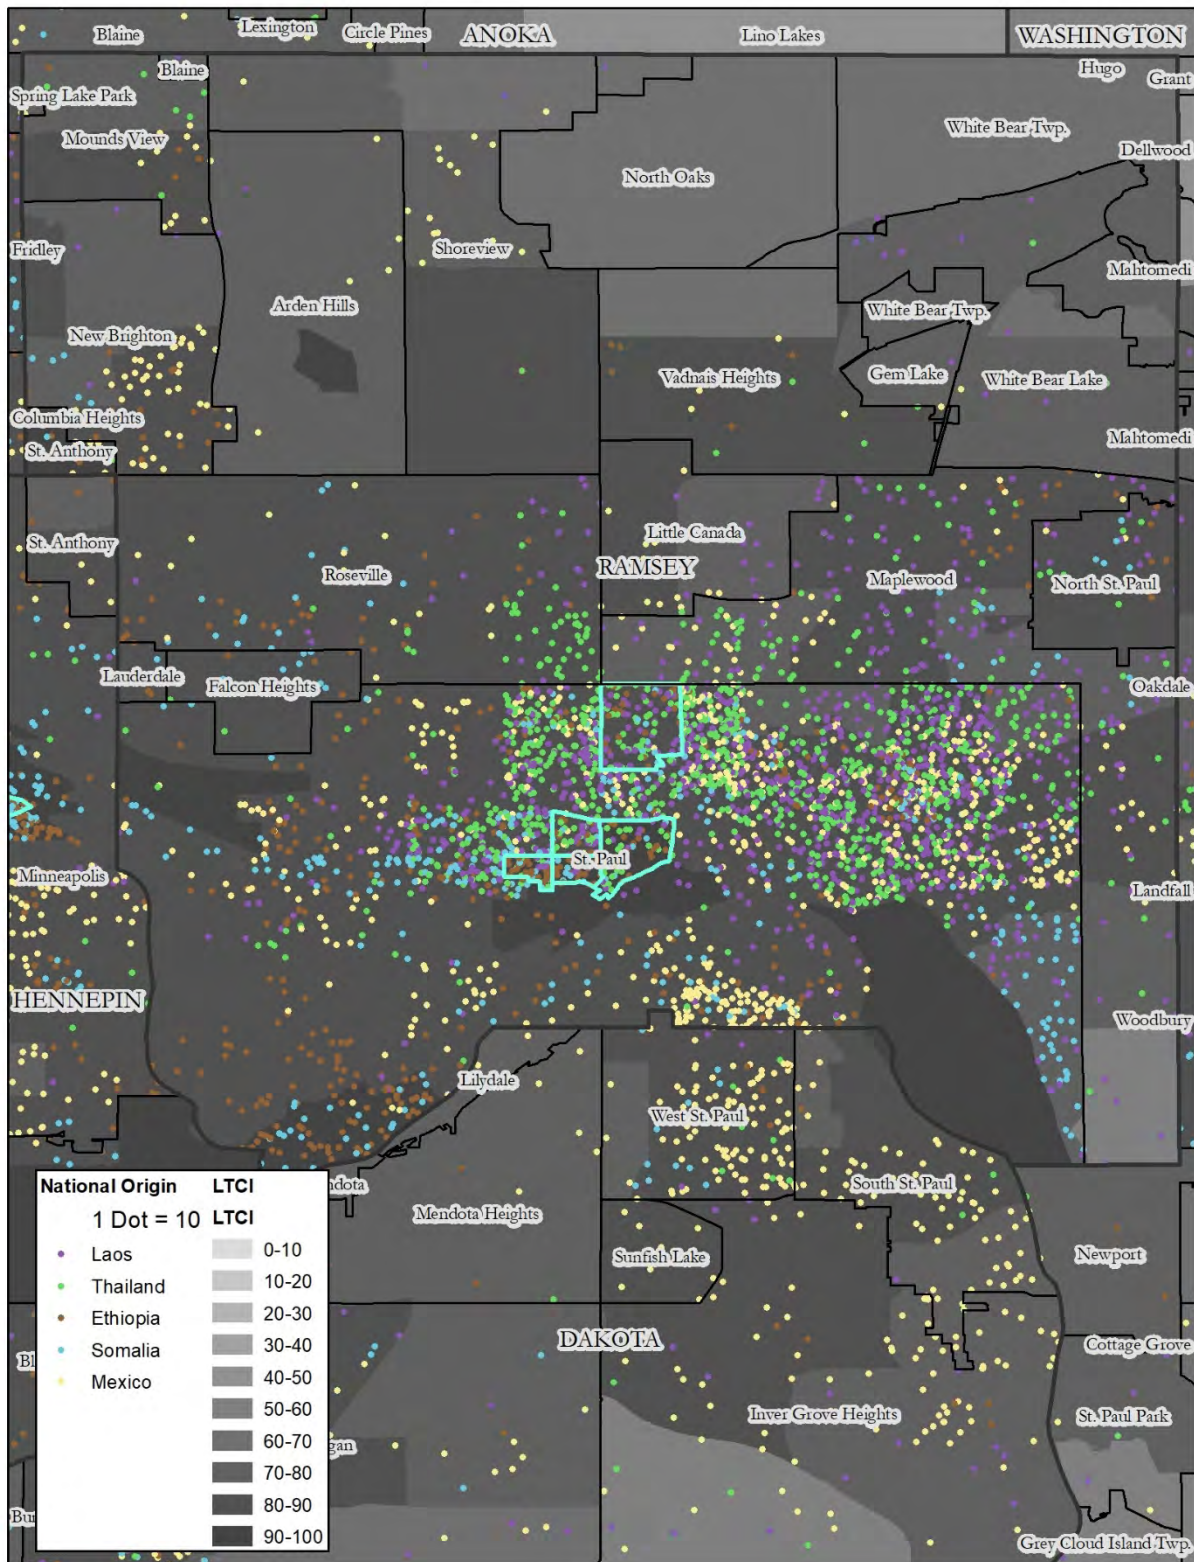 Blaine
Lexington
Circle Pines
ANOKA
Lino Lakes
WASHINGTON
Blaine
Hugo
Grant
Spring Lake Park
Mounds View
White Bear Twp.
Dellwood
North Oaks
Fridley
Shoreview
Mahtomedi
Arden Hills
White Bear Twp.
New Brighton
Vadnais Heights
Gem Lake
White Bear Lake
Columbia Heights
Mahtomedi
St. Anthony
Little Canada
St. Anthony
RAMSEY
Roseville
Maplewood
North St. Paul
Lauderdale
Falcon Heights
Oakdale
St. Paul
Minneapolis
Landfall
HENNEPIN
Woodbury
Lilydale
West St. Paul
South St. Paul
ndota
Mendota Heights
Sunfish Lake
Newport
DAKOTA
Cottage Grove
Bl
Inver Grove Heights
St. Paul Park
gan
Bu
Grey Cloud Island Twp.
National Origin LTCI
1 Dot = 10 LTCI
Laos 0-10
Thailand 10-20
Ethiopia 20-30
Somalia 30-40
Mexico 40-50
50-60
60-70
70-80
80-90
90-100